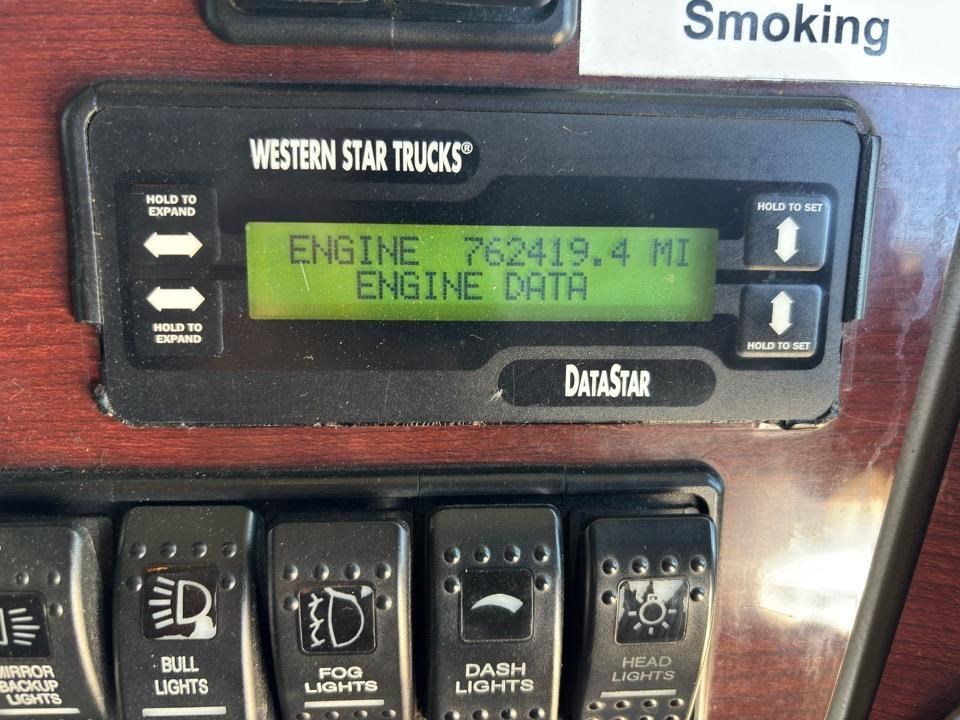 Smoking
WESTERN STAR TRUCKS®
HOLD TO
EXPAND
HOLD TO SET
ENGINE 762419.4 MI
ENGINE DATA
HOLD TO
EXPAND
HOLD TO SET
DATASTAR
MIRROR
BACKUP
LIGHTS
BULL
LIGHTS
FOG
LIGHTS
DASH
LIGHTS
HEAD
LIGHTS